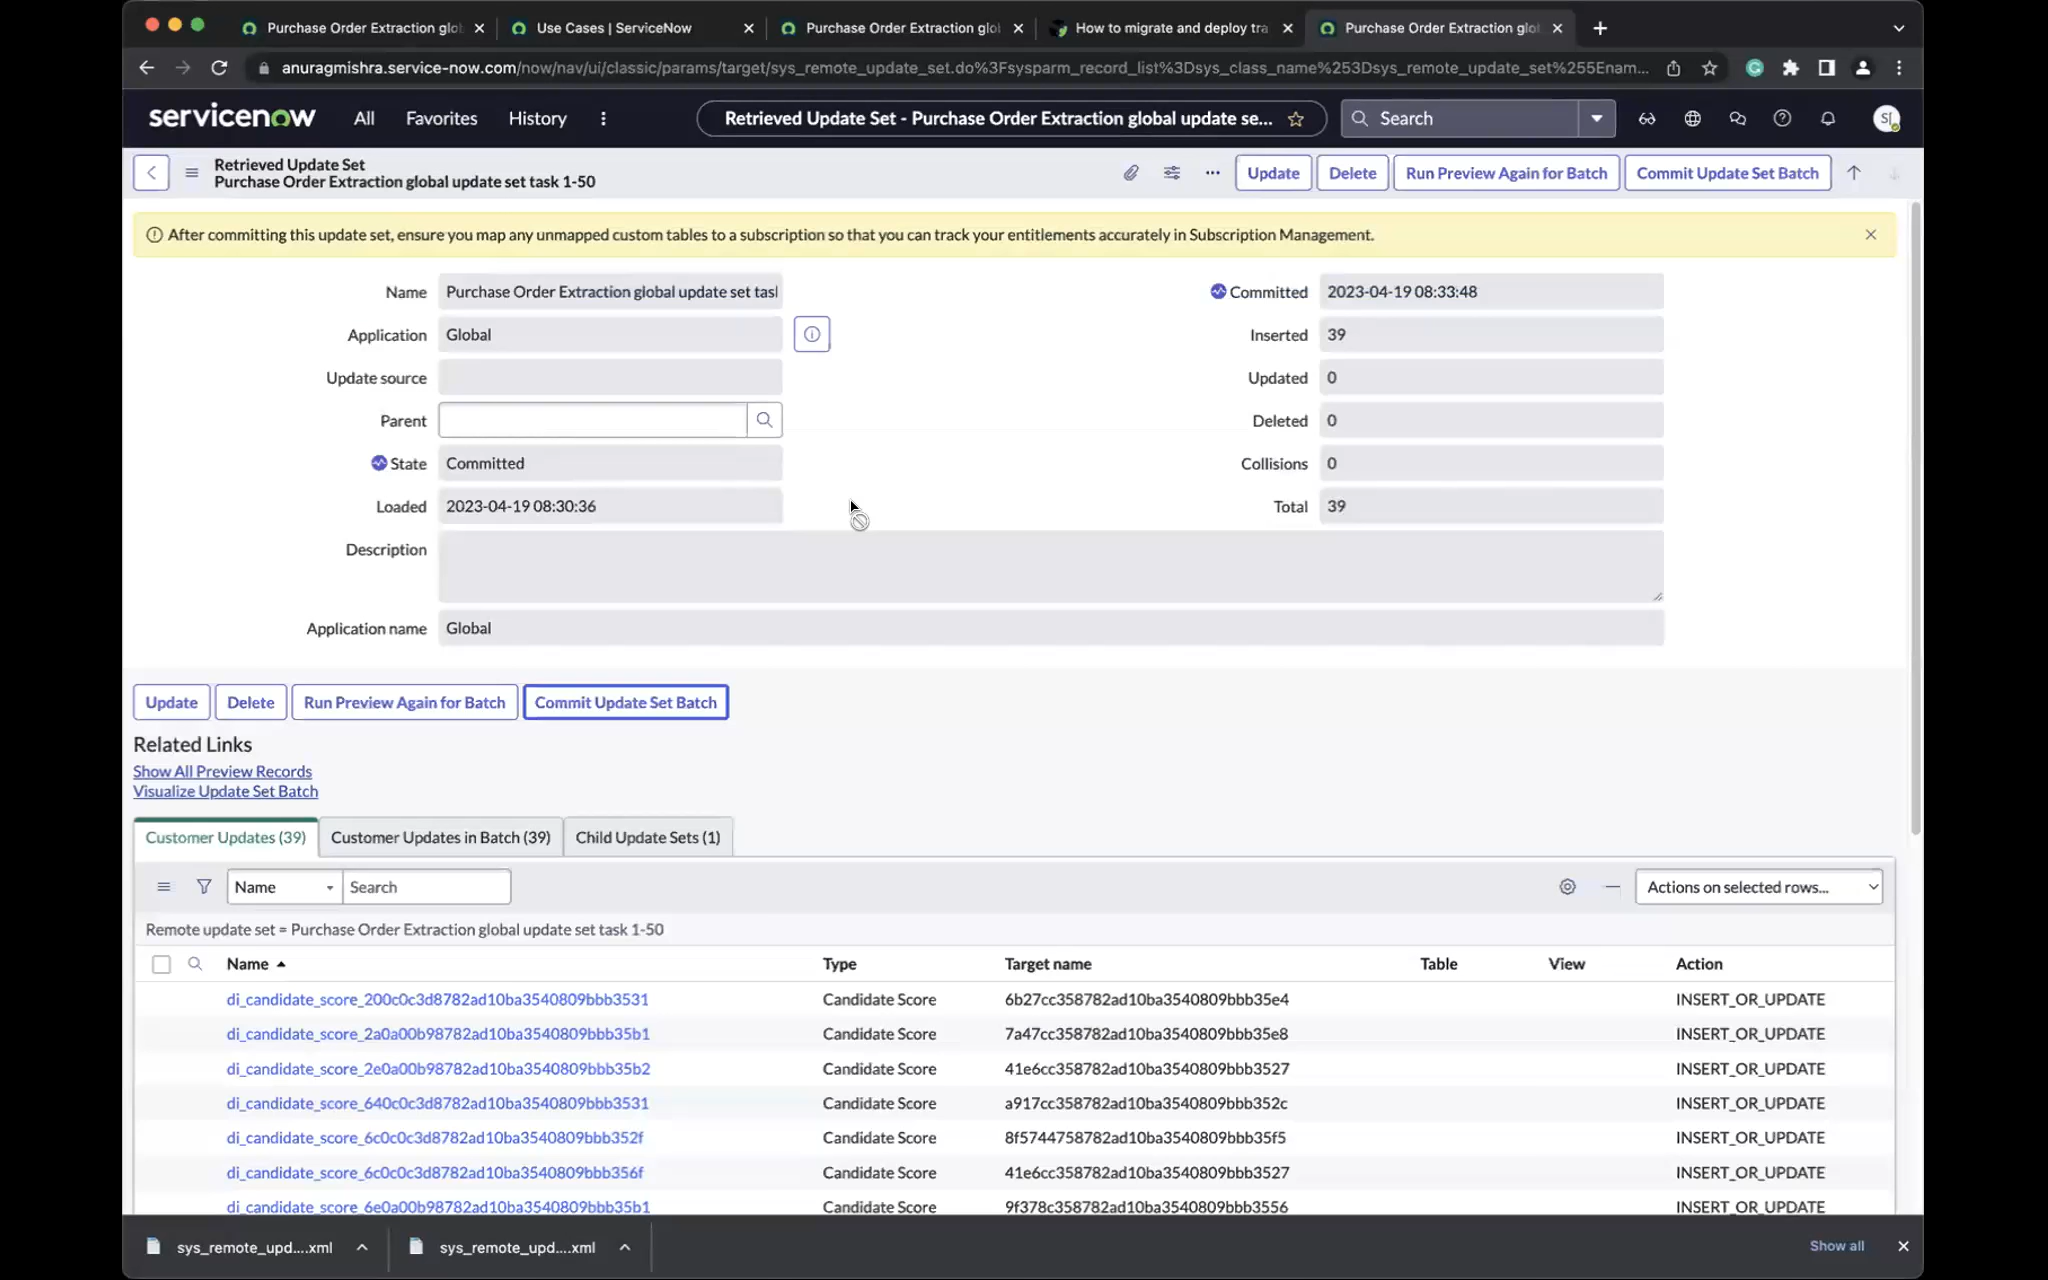 Purchase Order Extraction glo
Use Cases | ServiceNow
Purchase Order Extraction glo
How to migrate and deploy tra
Purchase Order Extraction glo
anuragmishra.service-now.com/now/nav/ui/classic/params/target/sys_remote_update_set.do%3Fsysparm_record_list%3Dsys_class_name%253Dsys_remote_update_set%255Enam...
servicenow
All
Favorites
History
Retrieved Update Set - Purchase Order Extraction global update se...
Search
SJ
Retrieved Update Set
Purchase Order Extraction global update set task 1-50
Update
Delete
Run Preview Again for Batch
Commit Update Set Batch
After committing this update set, ensure you map any unmapped custom tables to a subscription so that you can track your entitlements accurately in Subscription Management.
Name Purchase Order Extraction global update set tasl
Committed 2023-04-19 08:33:48
Application Global
Inserted 39
Update source
Updated 0
Parent
Deleted 0
State Committed
Collisions 0
Loaded 2023-04-19 08:30:36
Total 39
Description
Application name Global
Update
Delete
Run Preview Again for Batch
Commit Update Set Batch
Related Links
Show All Preview Records
Visualize Update Set Batch
Customer Updates (39)
Customer Updates in Batch (39)
Child Update Sets (1)
Name
Search
Actions on selected rows...
Remote update set = Purchase Order Extraction global update set task 1-50
Name Type Target name Table View Action
di_candidate_score_200c0c3d8782ad10ba3540809bbb3531 Candidate Score 6b27cc358782ad10ba3540809bbb35e4 INSERT_OR_UPDATE
di_candidate_score_2a0a00b98782ad10ba3540809bbb35b1 Candidate Score 7a47cc358782ad10ba3540809bbb35e8 INSERT_OR_UPDATE
di_candidate_score_2e0a00b98782ad10ba3540809bbb35b2 Candidate Score 41e6cc358782ad10ba3540809bbb3527 INSERT_OR_UPDATE
di_candidate_score_640c0c3d8782ad10ba3540809bbb3531 Candidate Score a917cc358782ad10ba3540809bbb352c INSERT_OR_UPDATE
di_candidate_score_6c0c0c3d8782ad10ba3540809bbb352f Candidate Score 8f5744758782ad10ba3540809bbb35f5 INSERT_OR_UPDATE
di_candidate_score_6c0c0c3d8782ad10ba3540809bbb356f Candidate Score 41e6cc358782ad10ba3540809bbb3527 INSERT_OR_UPDATE
di_candidate_score_6e0a00b98782ad10ba3540809bbb35b1 Candidate Score 9f378c358782ad10ba3540809bbb3556 INSERT_OR_UPDATE
sys_remote_upd....xml
sys_remote_upd....xml
Show all